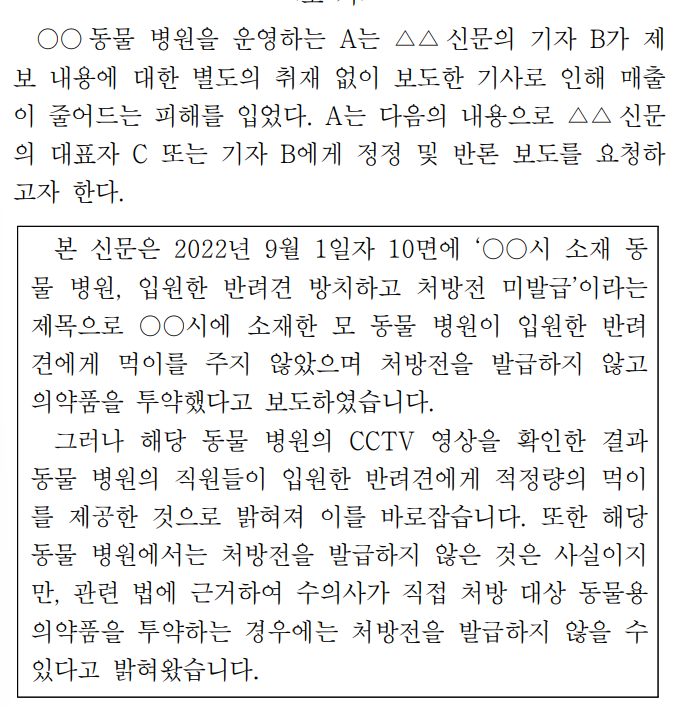 ○○ 동물 병원을 운영하는 A는 △△ 신문의 기자 B가 제
보 내용에 대한 별도의 취재 없이 보도한 기사로 인해 매출
이 줄어드는 피해를 입었다. A는 다음의 내용으로 △△ 신문
의 대표자 C 또는 기자 B에게 정정 및 반론 보도를 요청하
고자 한다.
본 신문은 2022년 9월 1일자 10면에 ‘○○시 소재 동
물 병원, 입원한 반려견 방치하고 처방전 미발급’이라는
제목으로 ○○시에 소재한 모 동물 병원이 입원한 반려
견에게 먹이를 주지 않았으며 처방전을 발급하지 않고
의약품을 투약했다고 보도하였습니다.
그러나 해당 동물 병원의 CCTV 영상을 확인한 결과
동물 병원의 직원들이 입원한 반려견에게 적정량의 먹이
를 제공한 것으로 밝혀져 이를 바로잡습니다. 또한 해당
동물 병원에서는 처방전을 발급하지 않은 것은 사실이지
만, 관련 법에 근거하여 수의사가 직접 처방 대상 동물용
의약품을 투약하는 경우에는 처방전을 발급하지 않을 수
있다고 밝혀왔습니다.